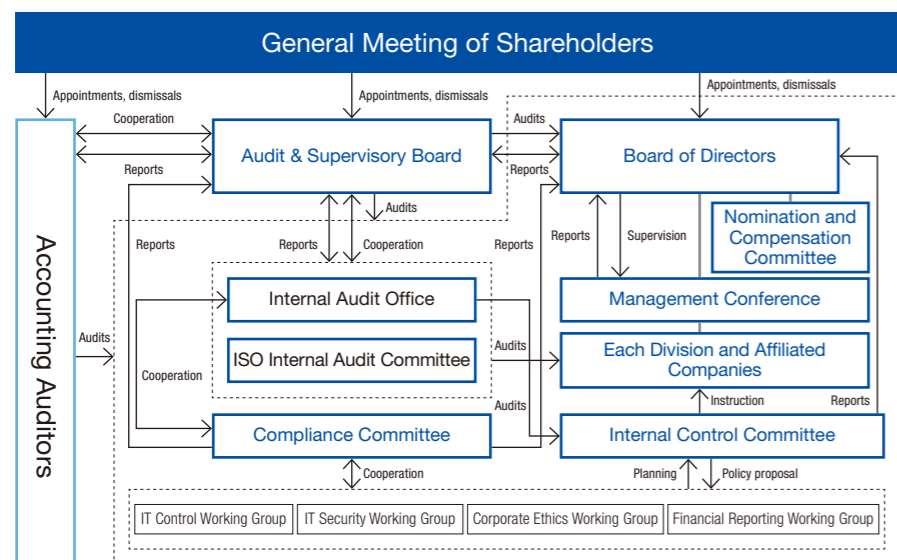 General Meeting of Shareholders
Appointments, dismissals
Appointments, dismissals
Appointments, dismissals
Cooperation
Audits
Audit & Supervisory Board
Board of Directors
Reports
Reports
Audits
Nomination and
Compensation
Committee
Reports
Reports
Cooperation
Reports
Reports
Supervision
Accounting Auditors
Internal Audit Office
Management Conference
Audits
ISO Internal Audit Committee
Audits
Each Division and Affiliated
Companies
Cooperation
Audits
Instruction
Reports
Compliance Committee
Internal Control Committee
Cooperation
Planning
Policy proposal
IT Control Working Group
IT Security Working Group
Corporate Ethics Working Group
Financial Reporting Working Group